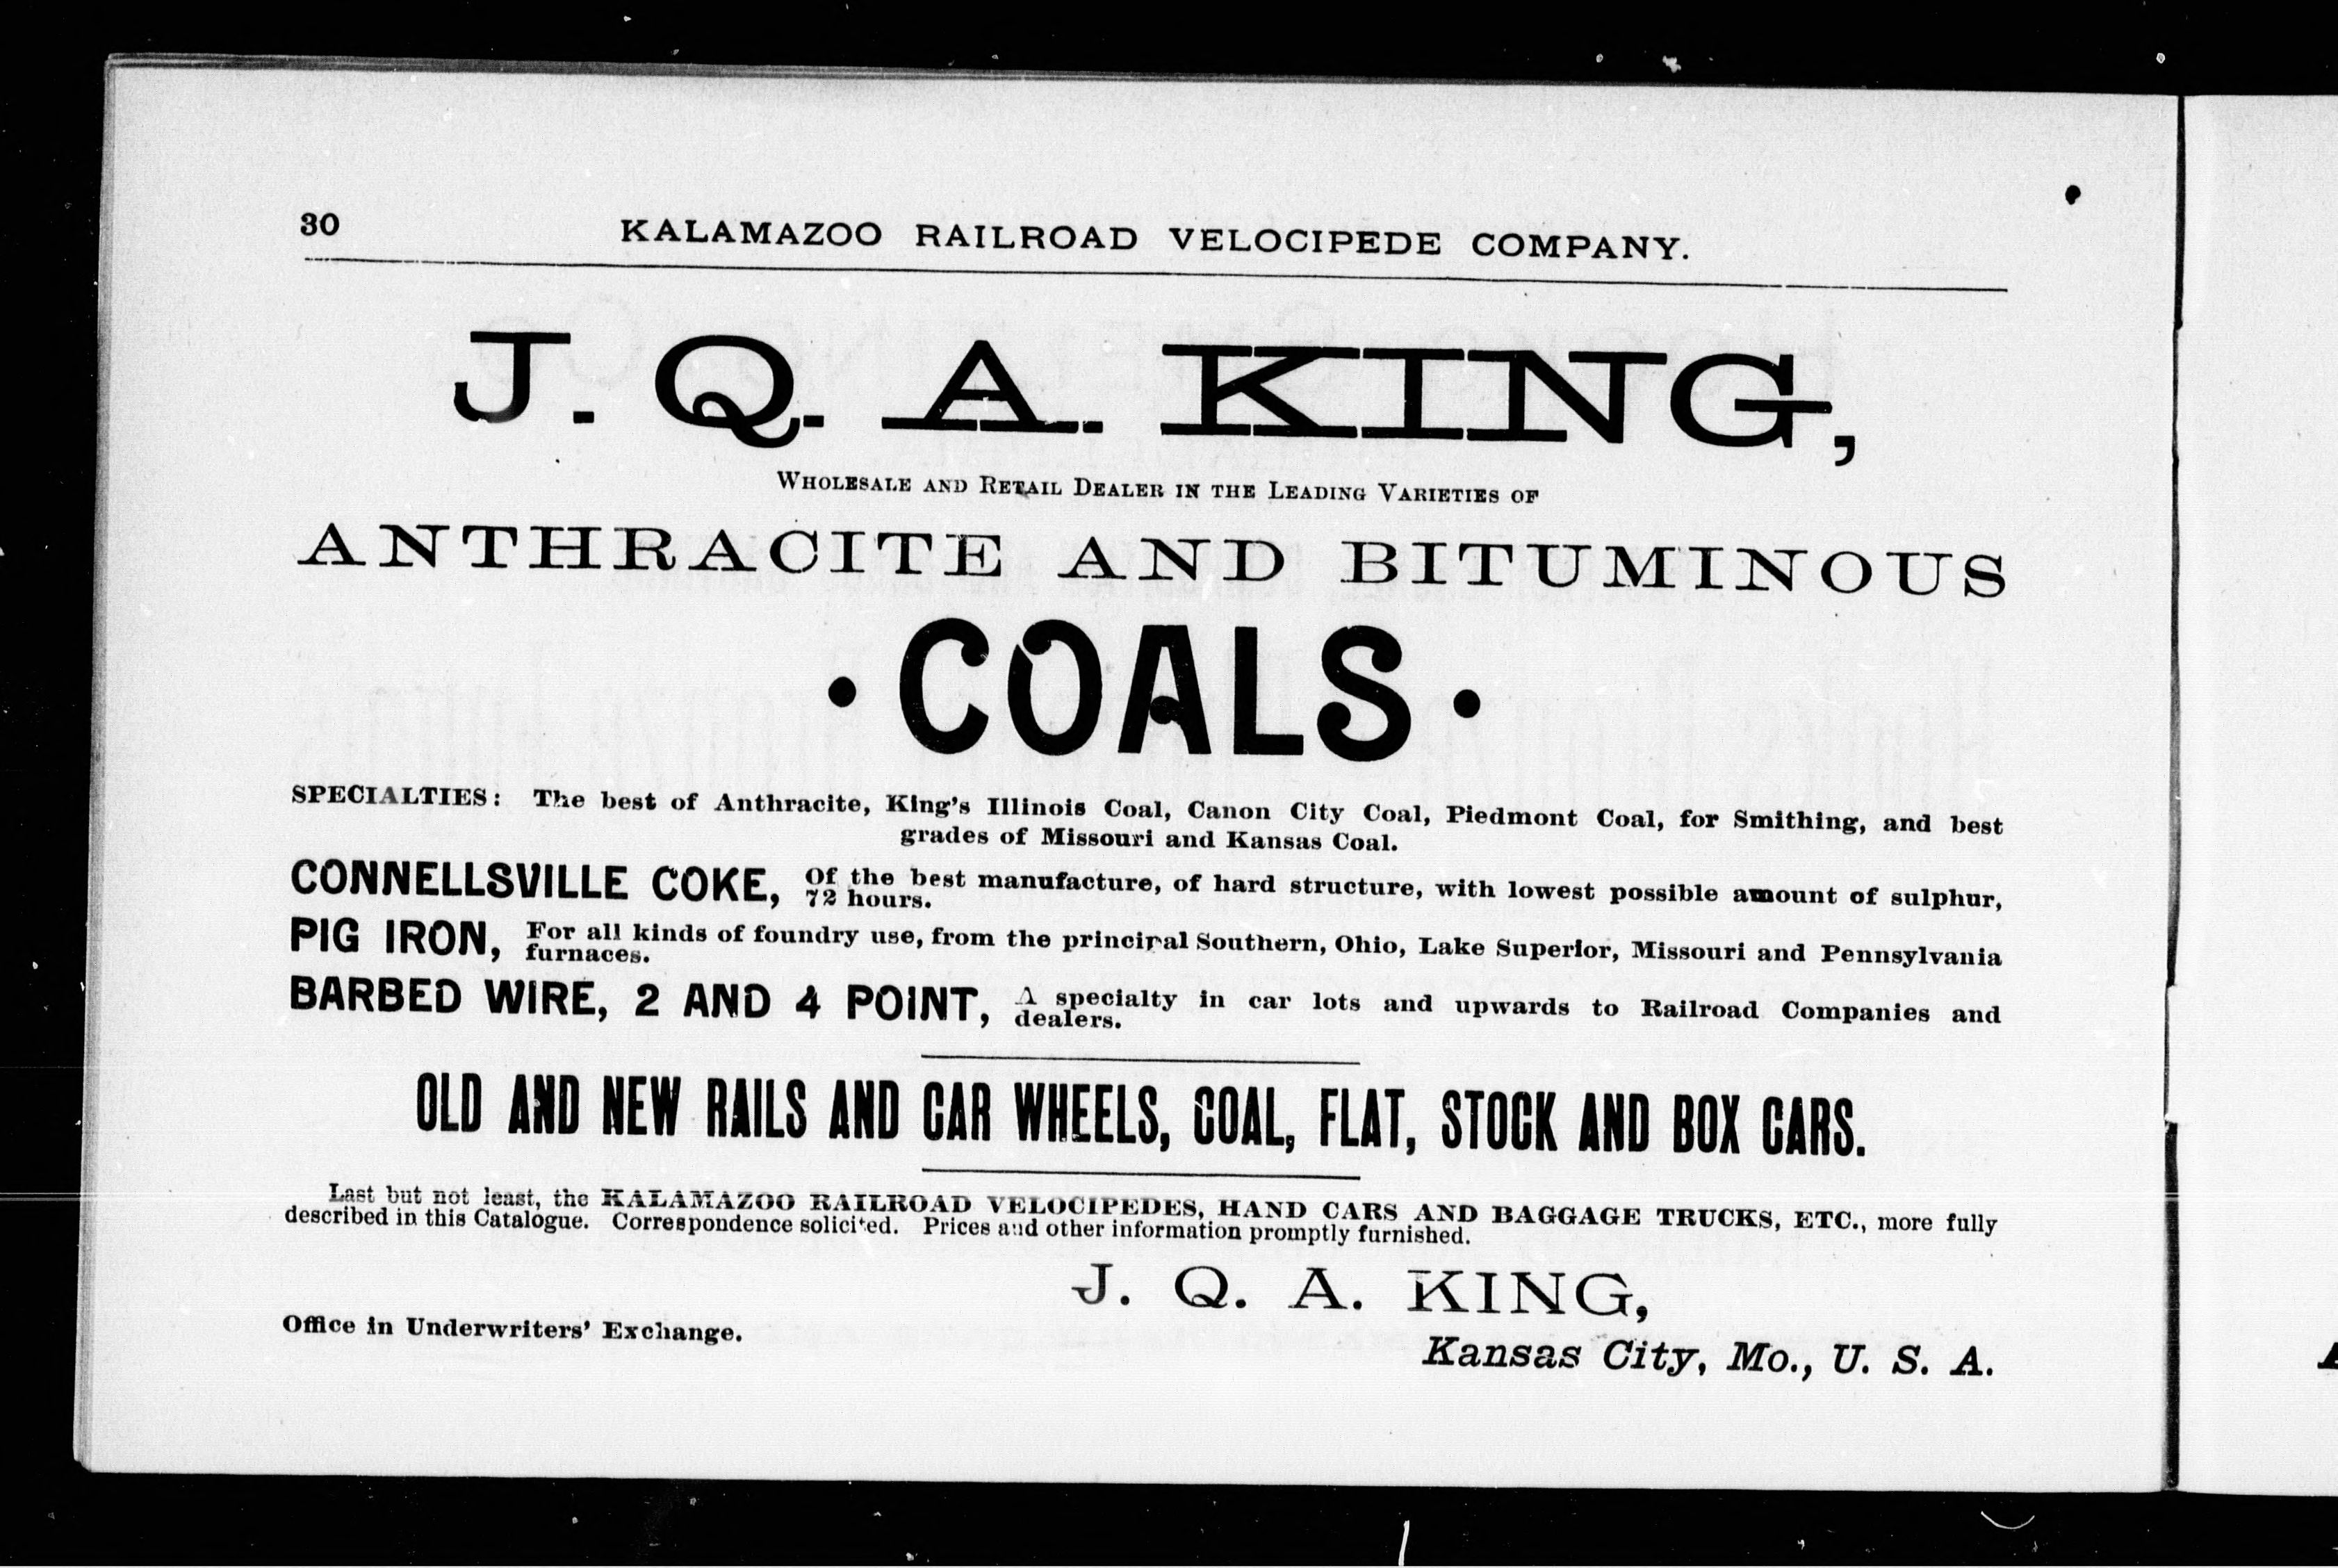 30
KALAMAZOO RAILROAD VELOCIPEDE COMPANY.
J. Q. A. KING,
WHOLESALE AND RETAIL DEALER IN THE LEADING VARIETIES OF
ANTHRACITE AND BITUMINOUS
· COALS ·
SPECIALTIES: The best of Anthracite, King's Illinois Coal, Canon City Coal, Piedmont Coal, for Smithing, and best
grades of Missouri and Kansas Coal.
CONNELLSVILLE COKE, Of the best manufacture, of hard structure, with lowest possible amount of sulphur,
72 hours.
PIG IRON, For all kinds of foundry use, from the principal Southern, Ohio, Lake Superior, Missouri and Pennsylvania
furnaces.
BARBED WIRE, 2 AND 4 POINT, A specialty in car lots and upwards to Railroad Companies and
dealers.
OLD AND NEW RAILS AND CAR WHEELS, COAL, FLAT, STOCK AND BOX CARS.
Last but not least, the KALAMAZOO RAILROAD VELOCIPEDES, HAND CARS AND BAGGAGE TRUCKS, ETC., more fully
described in this Catalogue. Correspondence solicited. Prices and other information promptly furnished.
J. Q. A. KING,
Office in Underwriters' Exchange.
Kansas City, Mo., U. S. A.